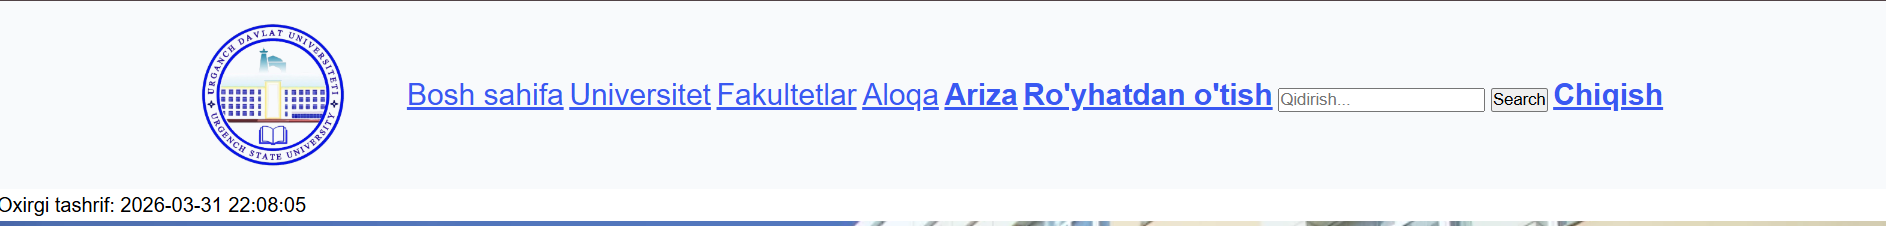 URGANCH DAVLAT UNIVERSITETI
URGENCH STATE UNIVERSITY
Bosh sahifa Universitet Fakultetlar Aloqa Ariza Ro'yhatdan o'tish Qidirish... Search Chiqish
Oxirgi tashrif: 2026-03-31 22:08:05